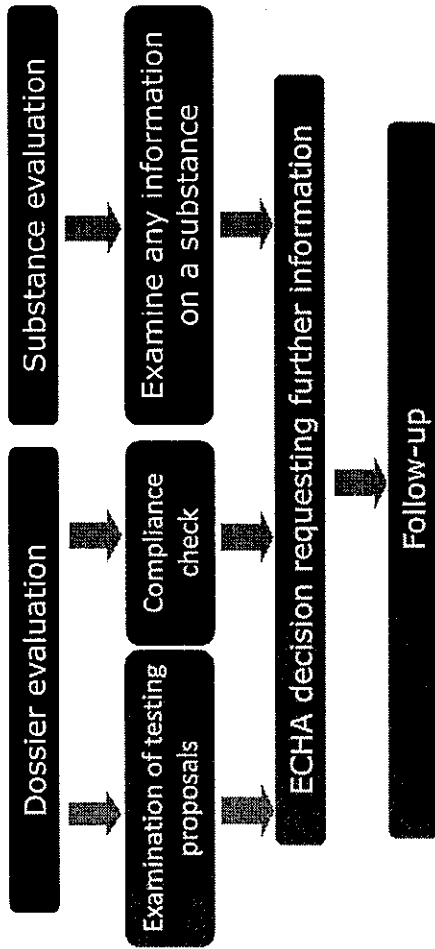 Dossier evaluation
Substance evaluation
Examination of testing
proposals
Compliance
check
Examine any information
on a substance
ECHA decision requesting further information
Follow-up